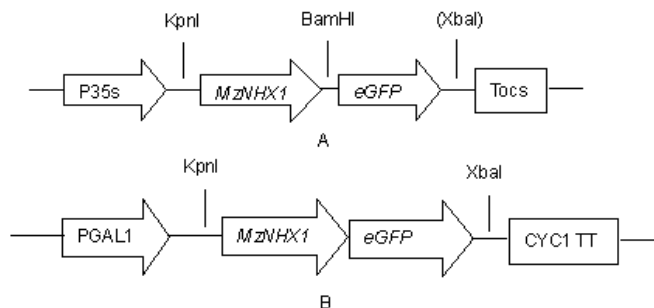 KpnI BamHI (XbaI)
P35s MzNHX1 eGFP Tocs
A
KpnI XbaI
PGAL1 MzNHX1 eGFP CYC1 TT
B